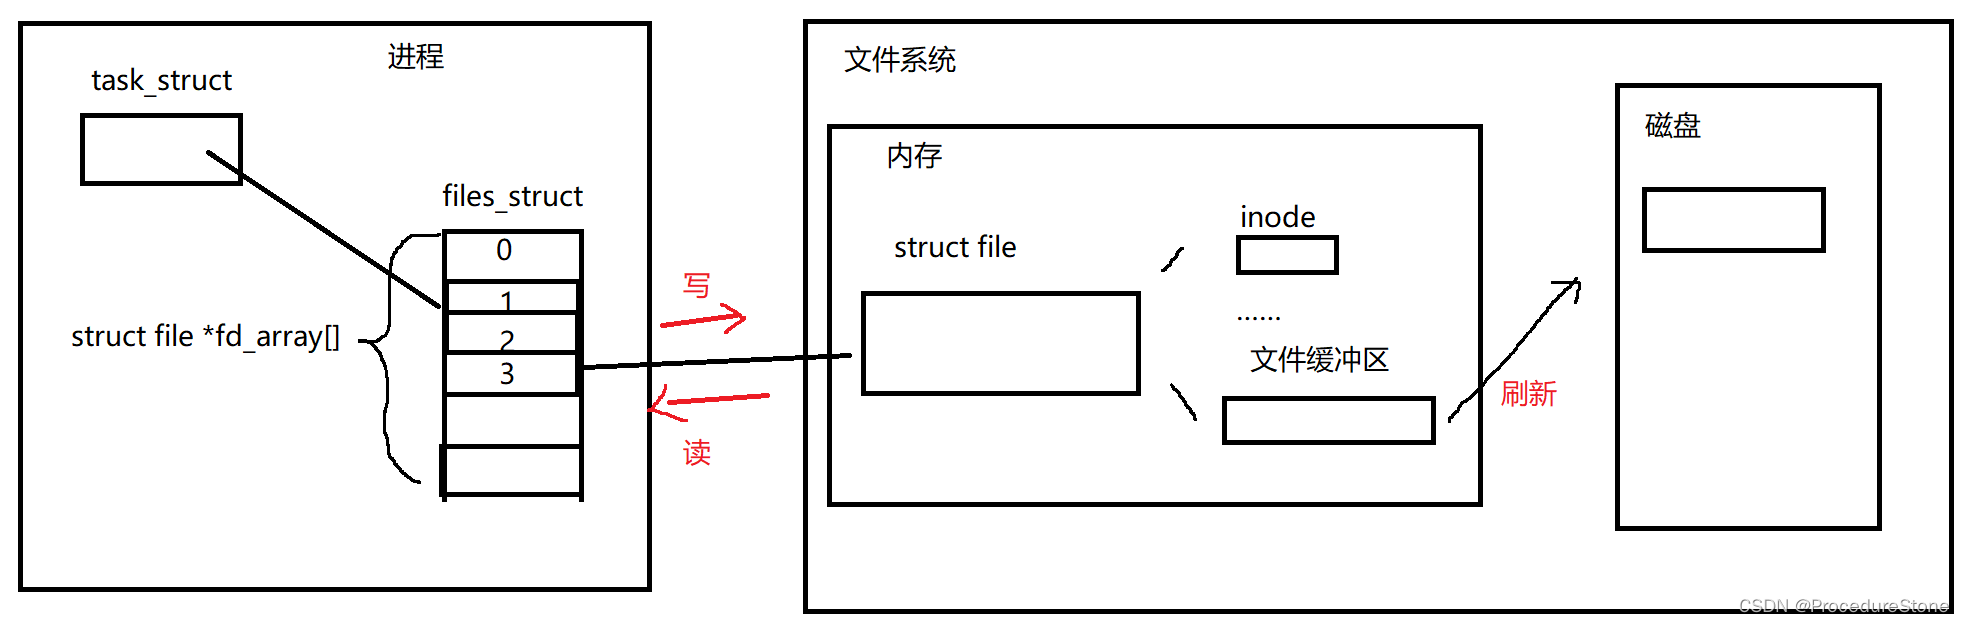 进程
task_struct
files_struct
0
1
2
3
struct file *fd_array[]
写
读
文件系统
内存
struct file
inode
......
文件缓冲区
刷新
磁盘
CSDN @ProcedureStone